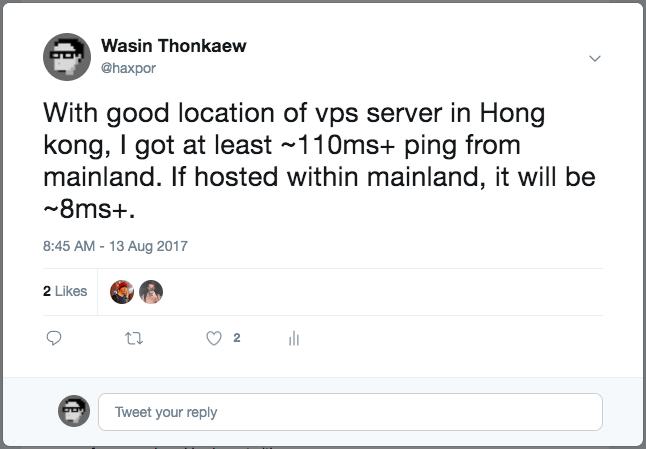 Wasin Thonkaew
@haxpor
With good location of vps server in Hong
kong, I got at least ~110ms+ ping from
mainland. If hosted within mainland, it will be
~8ms+.
8:45 AM - 13 Aug 2017
2 Likes
2
Tweet your reply